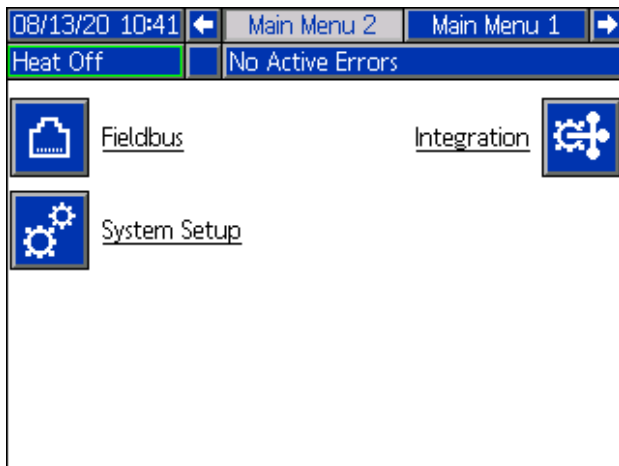 08/13/20 10:41 Main Menu 2 Main Menu 1
Heat Off No Active Errors
Fieldbus Integration
System Setup